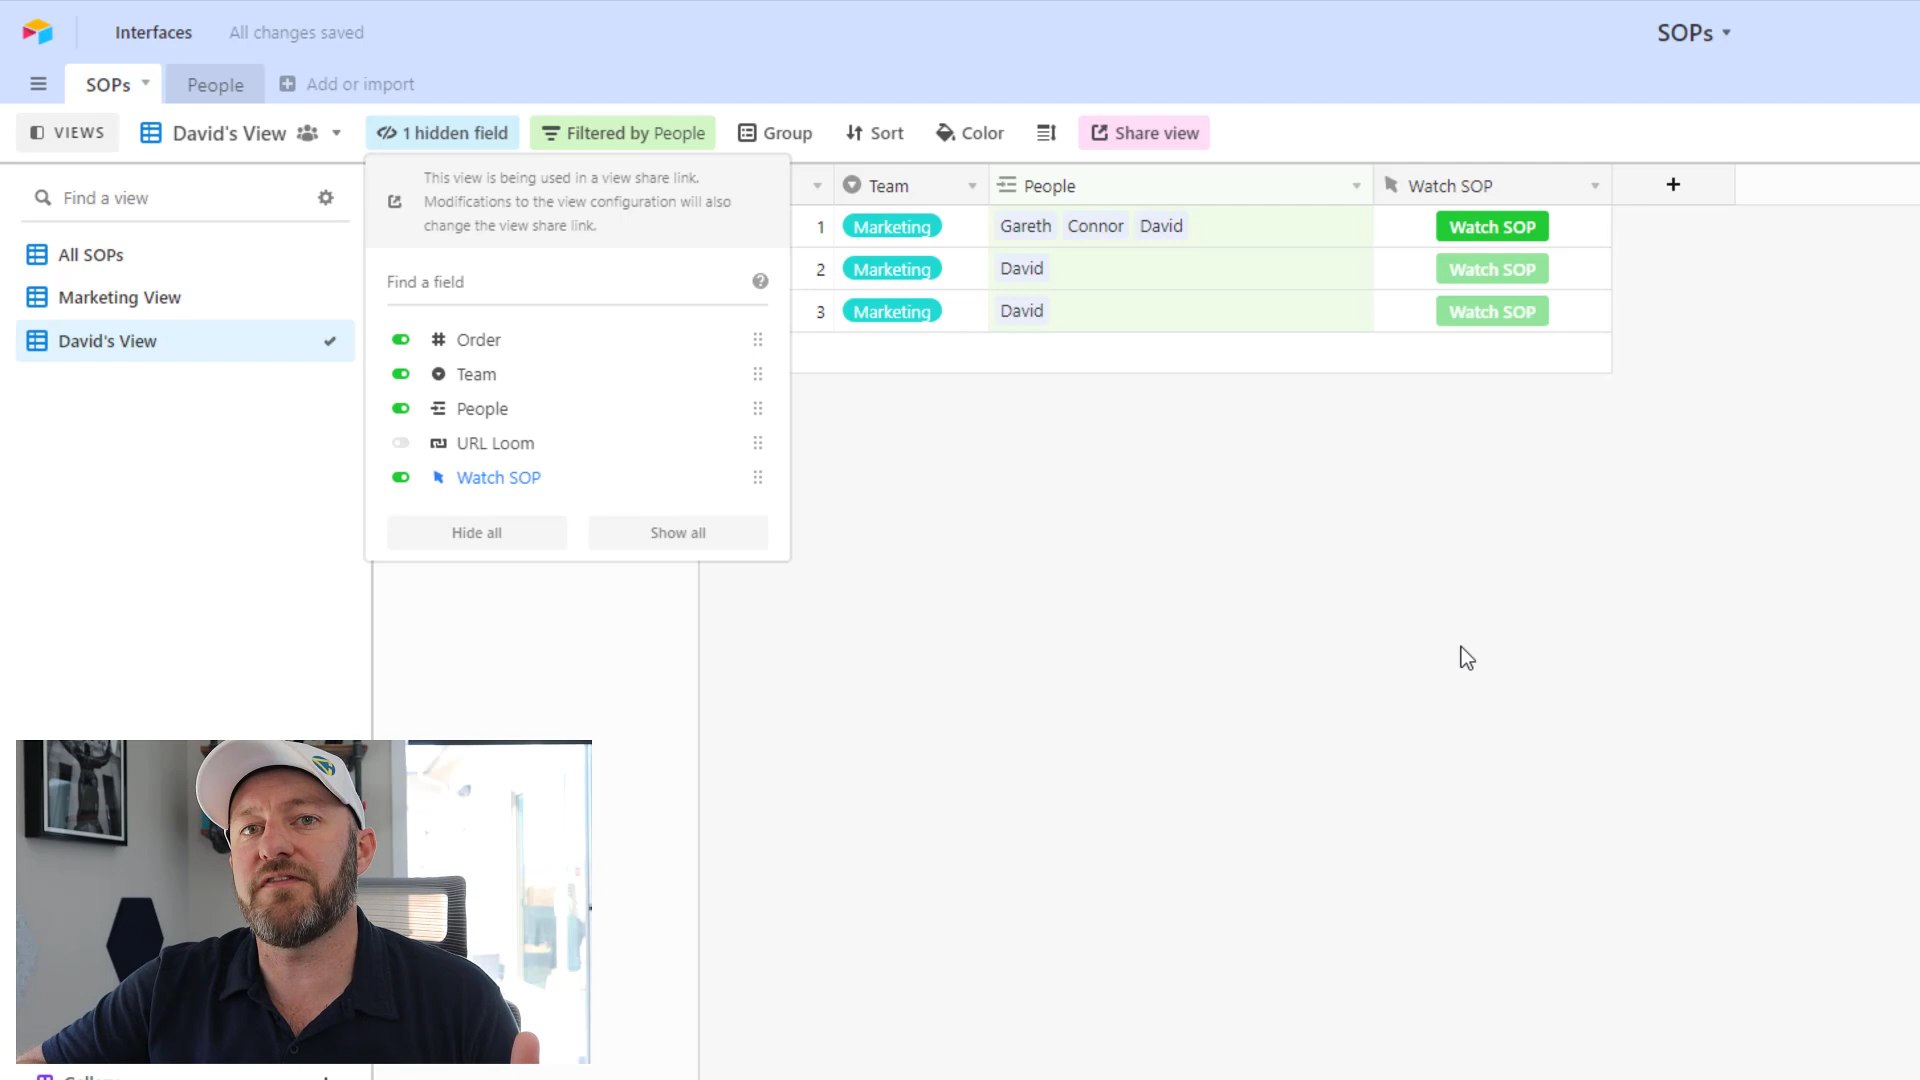 Interfaces
All changes saved
SOPs
SOPs
People
Add or import
VIEWS
David's View
1 hidden field
Filtered by People
Group
Sort
Color
Share view
Find a view
All SOPs
Marketing View
David's View
This view is being used in a view share link.
Modifications to the view configuration will also
change the view share link.
Find a field
Order
Team
People
URL Loom
Watch SOP
Hide all
Show all
Team
People
Watch SOP
1
Marketing
Gareth
Connor
David
Watch SOP
2
Marketing
David
Watch SOP
3
Marketing
David
Watch SOP